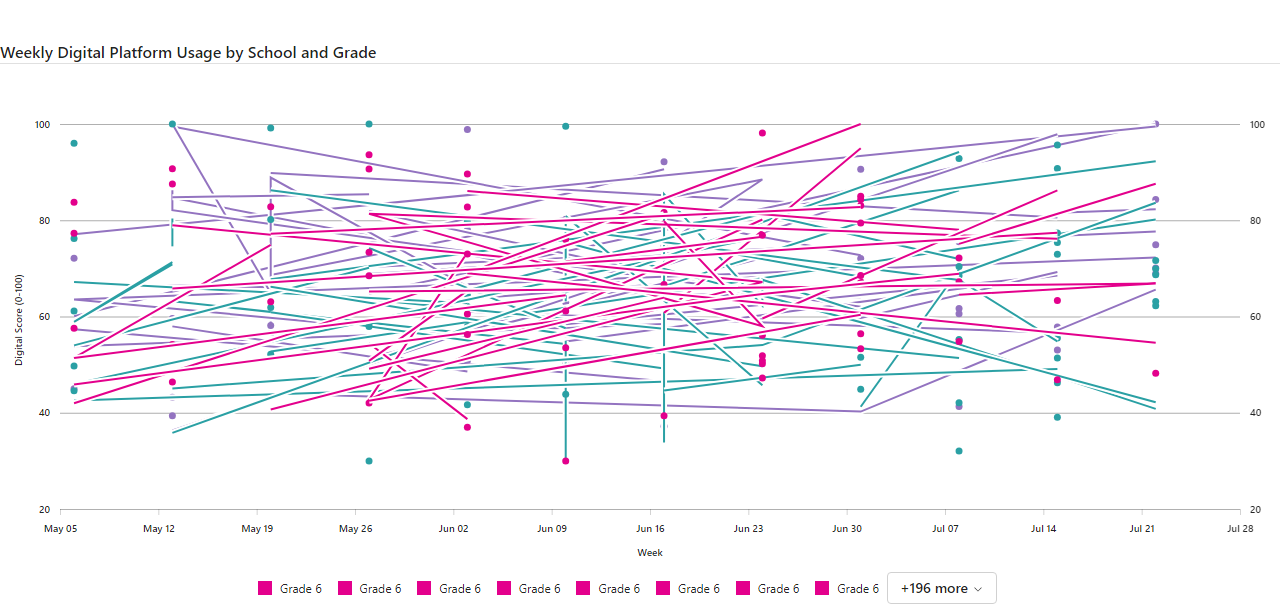 Weekly Digital Platform Usage by School and Grade
Digital Score (0-100)
100 100
80 80
60 60
40 40
20 20
May 05 May 12 May 19 May 26 Jun 02 Jun 09 Jun 16 Jun 23 Jun 30 Jul 07 Jul 14 Jul 21 Jul 28
Week
Grade 6 Grade 6 Grade 6 Grade 6 Grade 6 Grade 6 Grade 6 Grade 6 +196 more